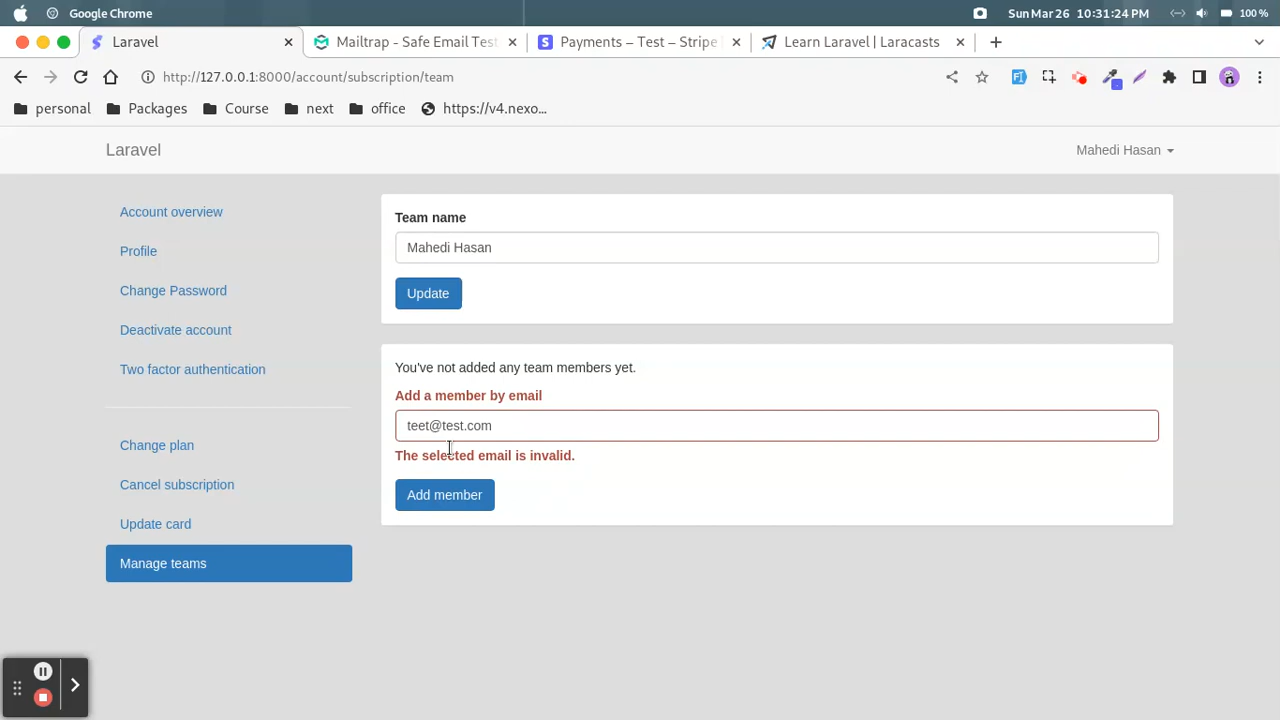 Google Chrome
Sun Mar 26 10:31:24 PM
100 %
Laravel
Mailtrap - Safe Email Test
Payments – Test – Stripe
Learn Laravel | Laracasts
http://127.0.0.1:8000/account/subscription/team
personal
Packages
Course
next
office
https://v4.nexo...
Laravel
Mahedi Hasan
Account overview
Profile
Change Password
Deactivate account
Two factor authentication
Change plan
Cancel subscription
Update card
Manage teams
Team name
Mahedi Hasan
Update
You've not added any team members yet.
Add a member by email
teet@test.com
The selected email is invalid.
Add member